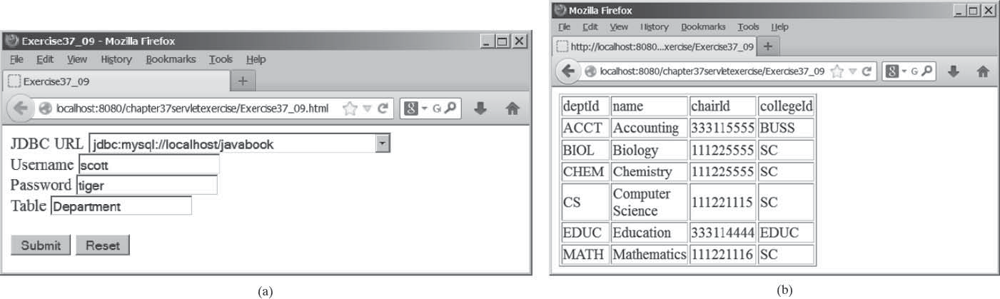 Exercise37_09 - Mozilla Firefox
File Edit View History Bookmarks Tools Help
Exercise37_09 +
localhost:8080/chapter37servletexercise/Exercise37_09.html 8 G
JDBC URL jdbc:mysql://localhost/javabook
Username scott
Password tiger
Table Department
Submit Reset
(a)
Mozilla Firefox
File Edit View History Bookmarks Tools Help
http://localhost:8080...xercise/Exercise37_09 +
localhost:8080/chapter37servletexercise/Exercise37_09 8 G
deptId name chairId collegeId
ACCT Accounting 333115555 BUSS
BIOL Biology 111225555 SC
CHEM Chemistry 111225555 SC
CS Computer Science 111221115 SC
EDUC Education 333114444 EDUC
MATH Mathematics 111221116 SC
(b)